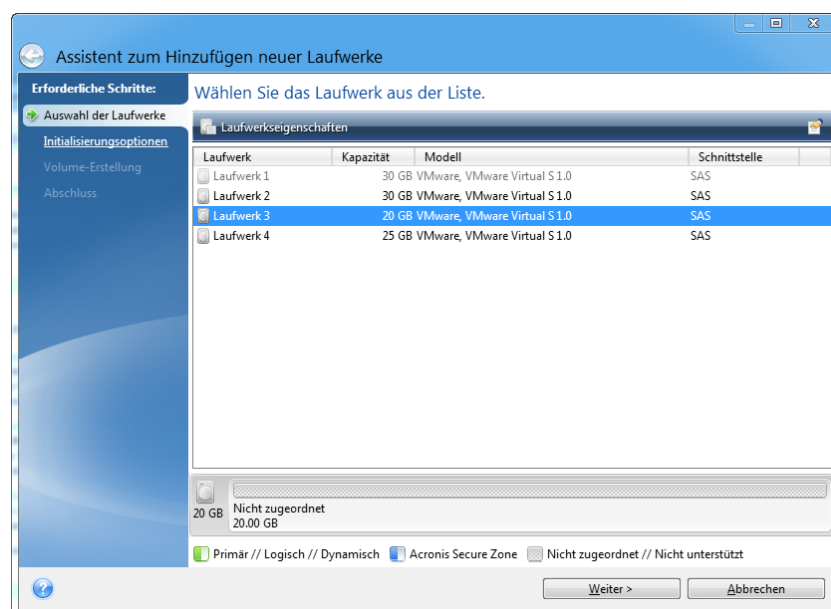 Assistent zum Hinzufügen neuer Laufwerke
Erforderliche Schritte:
Auswahl der Laufwerke
Initialisierungsoptionen
Volume-Erstellung
Abschluss
Wählen Sie das Laufwerk aus der Liste.
Laufwerkseigenschaften
Laufwerk Kapazität Modell Schnittstelle
Laufwerk 1 30 GB VMware, VMware Virtual S 1.0 SAS
Laufwerk 2 30 GB VMware, VMware Virtual S 1.0 SAS
Laufwerk 3 20 GB VMware, VMware Virtual S 1.0 SAS
Laufwerk 4 25 GB VMware, VMware Virtual S 1.0 SAS
20 GB
Nicht zugeordnet
20.00 GB
Primär // Logisch // Dynamisch Acronis Secure Zone Nicht zugeordnet // Nicht unterstützt
Weiter > Abbrechen